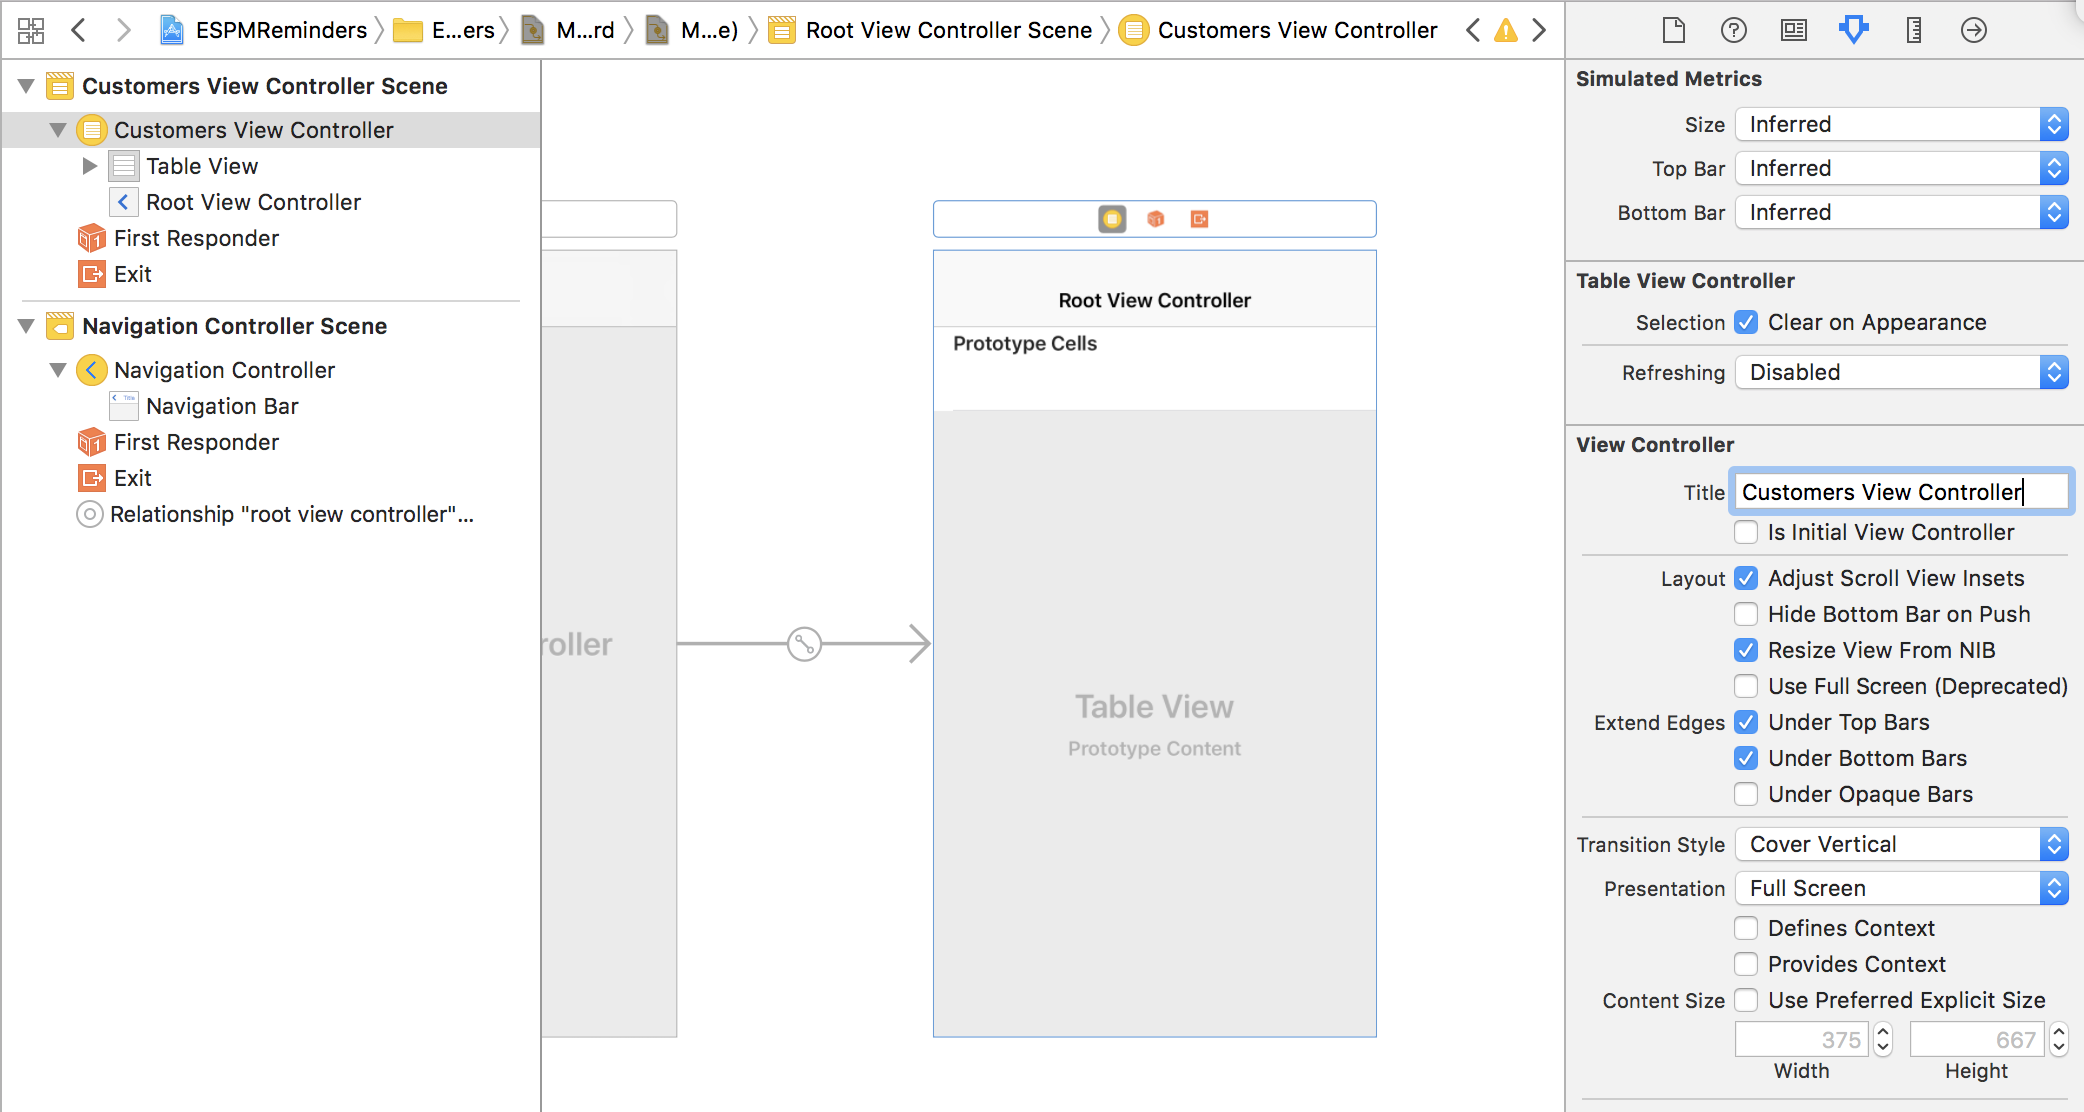 ESPMReminders E...ers M...rd M...e) Root View Controller Scene Customers View Controller
Customers View Controller Scene
Customers View Controller
Table View
Root View Controller
First Responder
Exit
Navigation Controller Scene
Navigation Controller
Navigation Bar
First Responder
Exit
Relationship "root view controller"...
roller
Root View Controller
Prototype Cells
Table View
Prototype Content
Simulated Metrics
Size Inferred
Top Bar Inferred
Bottom Bar Inferred
Table View Controller
Selection Clear on Appearance
Refreshing Disabled
View Controller
Title Customers View Controller
Is Initial View Controller
Layout Adjust Scroll View Insets
Hide Bottom Bar on Push
Resize View From NIB
Use Full Screen (Deprecated)
Extend Edges Under Top Bars
Under Bottom Bars
Under Opaque Bars
Transition Style Cover Vertical
Presentation Full Screen
Defines Context
Provides Context
Content Size Use Preferred Explicit Size
375 667
Width Height